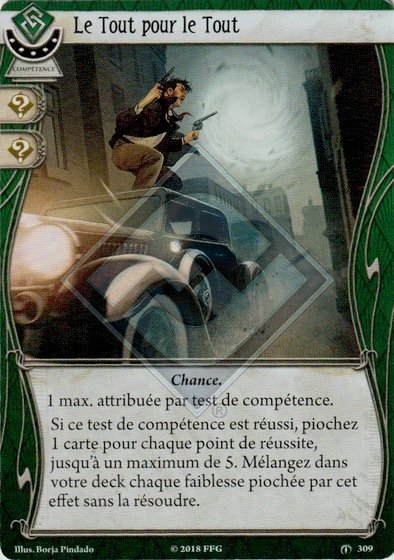 Le Tout pour le Tout
COMPÉTENCE
?
?
Chance.
1 max. attribuée par test de compétence.
Si ce test de compétence est réussi, piochez
1 carte pour chaque point de réussite,
jusqu'à un maximum de 5. Mélangez dans
votre deck chaque faiblesse piochée par cet
effet sans la résoudre.
Illus. Borja Pindado
© 2018 FFG
309